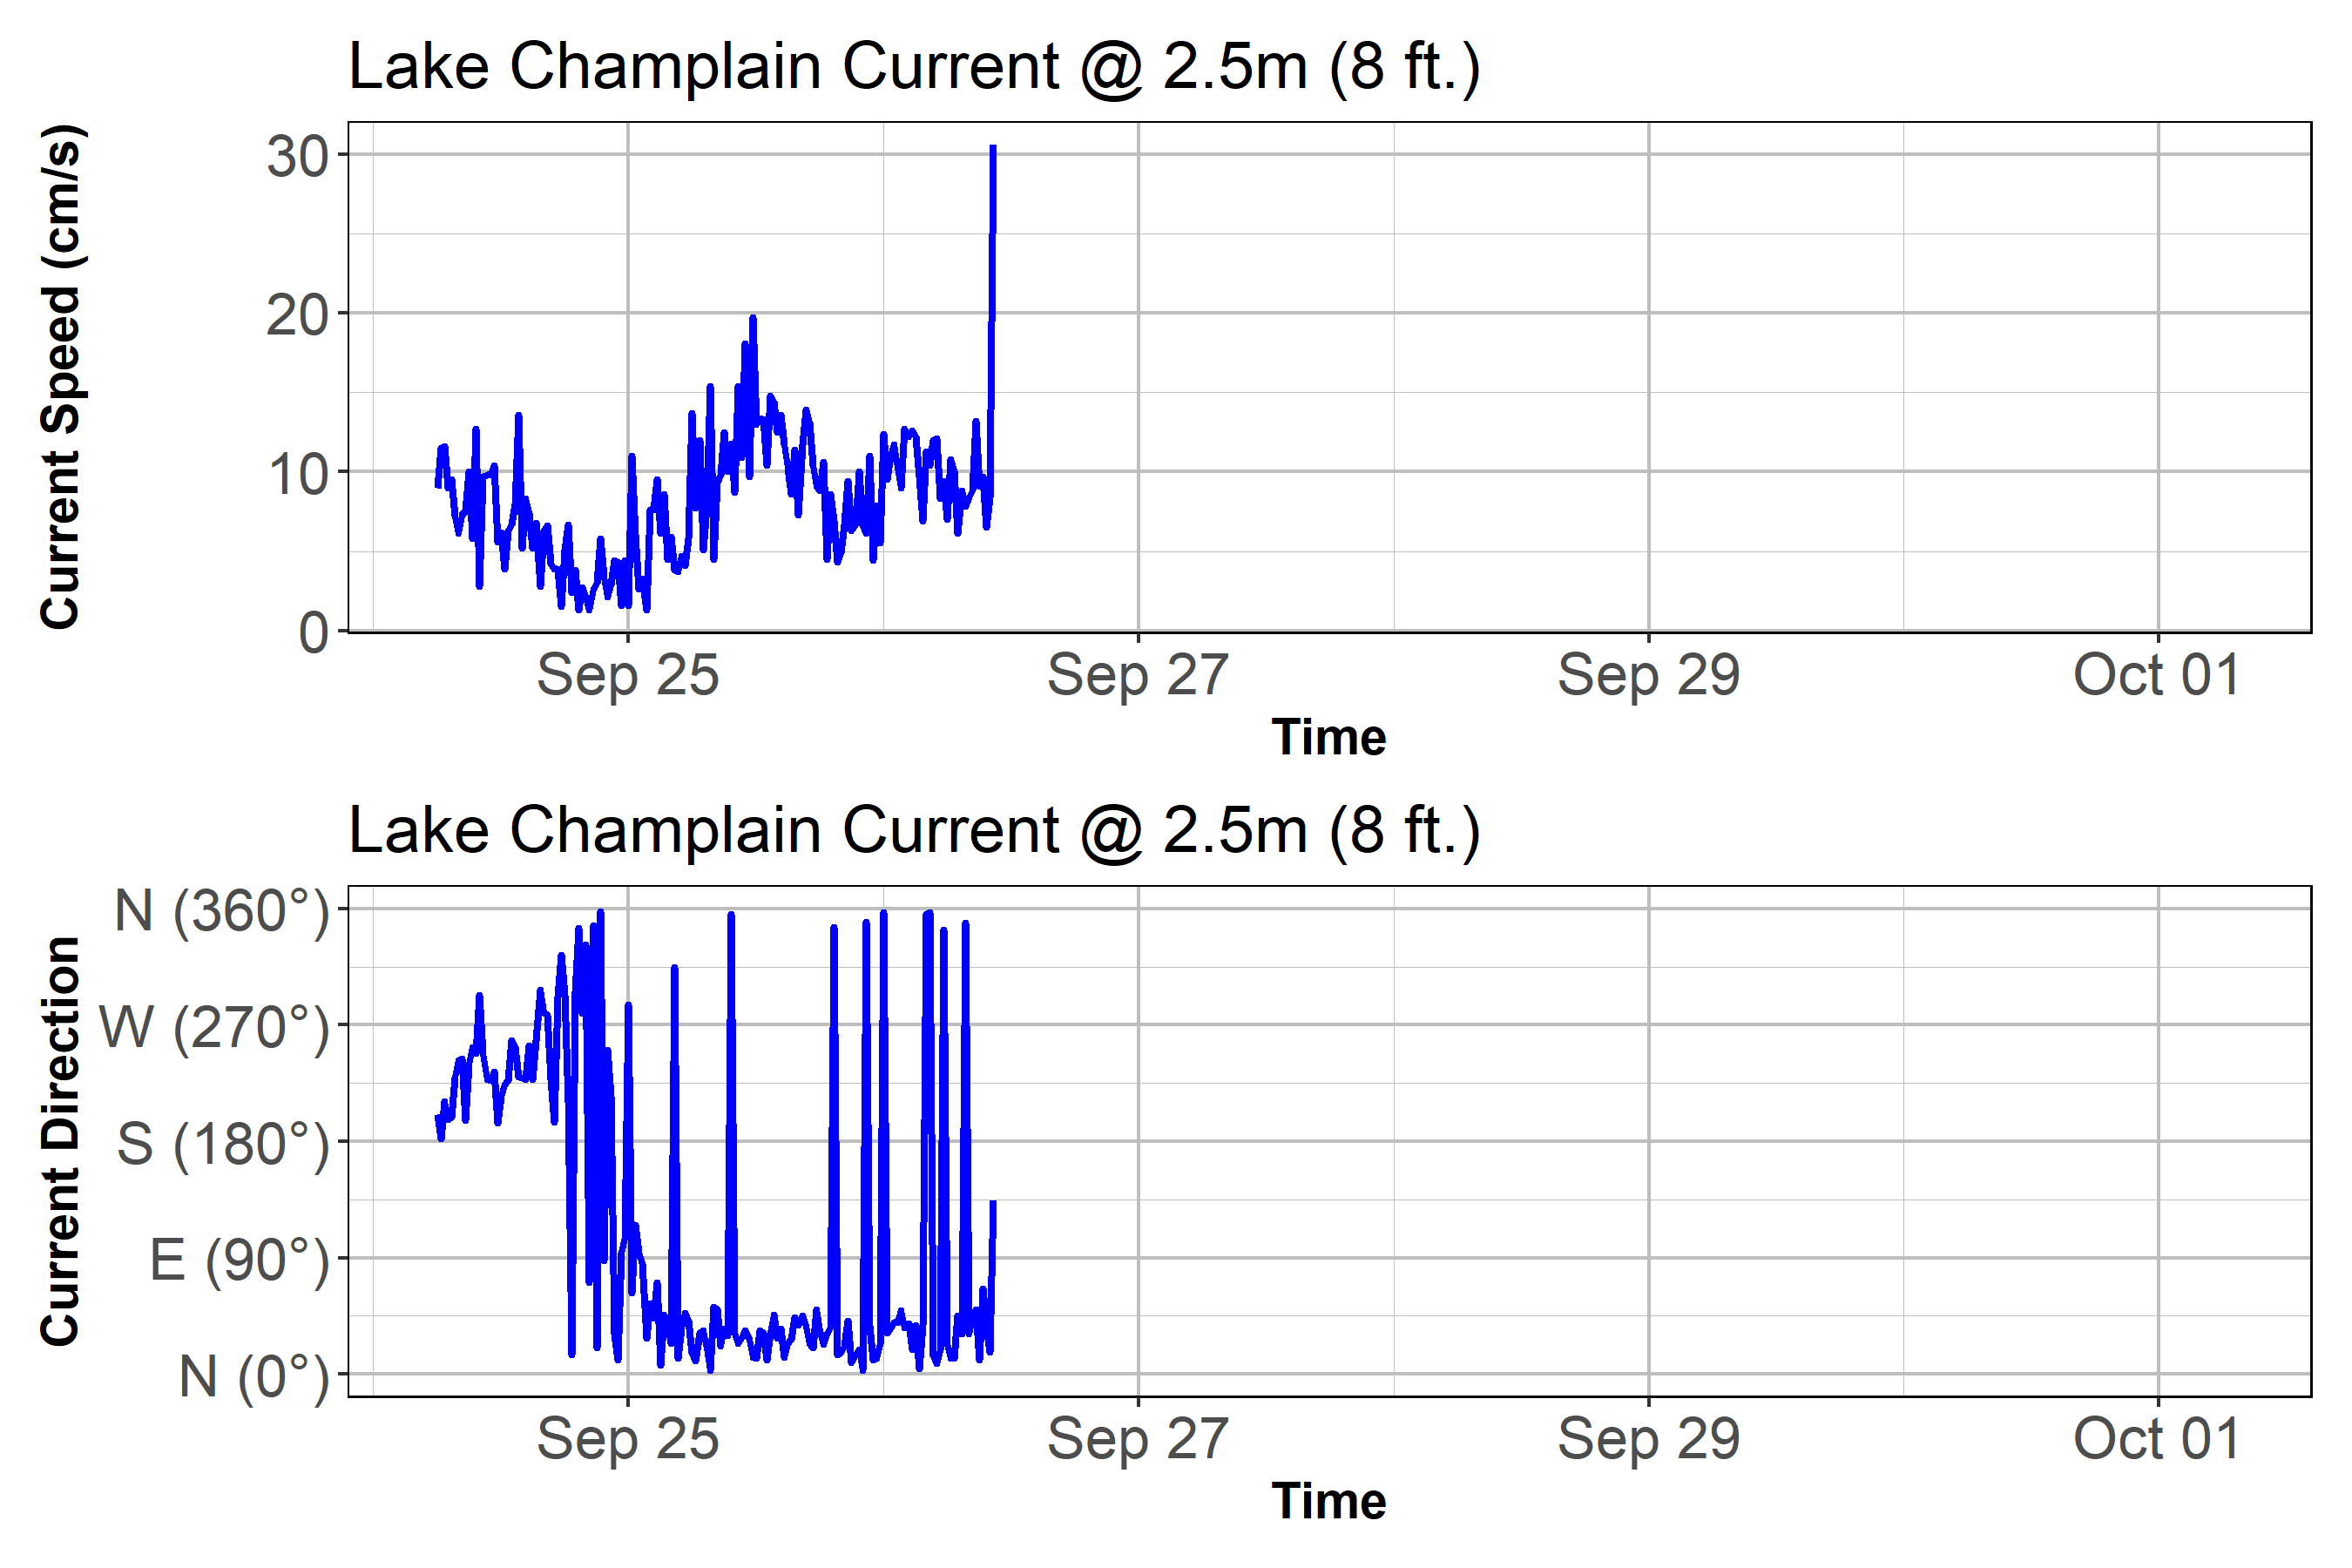 Lake Champlain Current @ 2.5m (8 ft.)
Current Speed (cm/s)
30
20
10
0
Sep 25 Sep 27 Sep 29 Oct 01
Time
Lake Champlain Current @ 2.5m (8 ft.)
Current Direction
N (360°)
W (270°)
S (180°)
E (90°)
N (0°)
Sep 25 Sep 27 Sep 29 Oct 01
Time